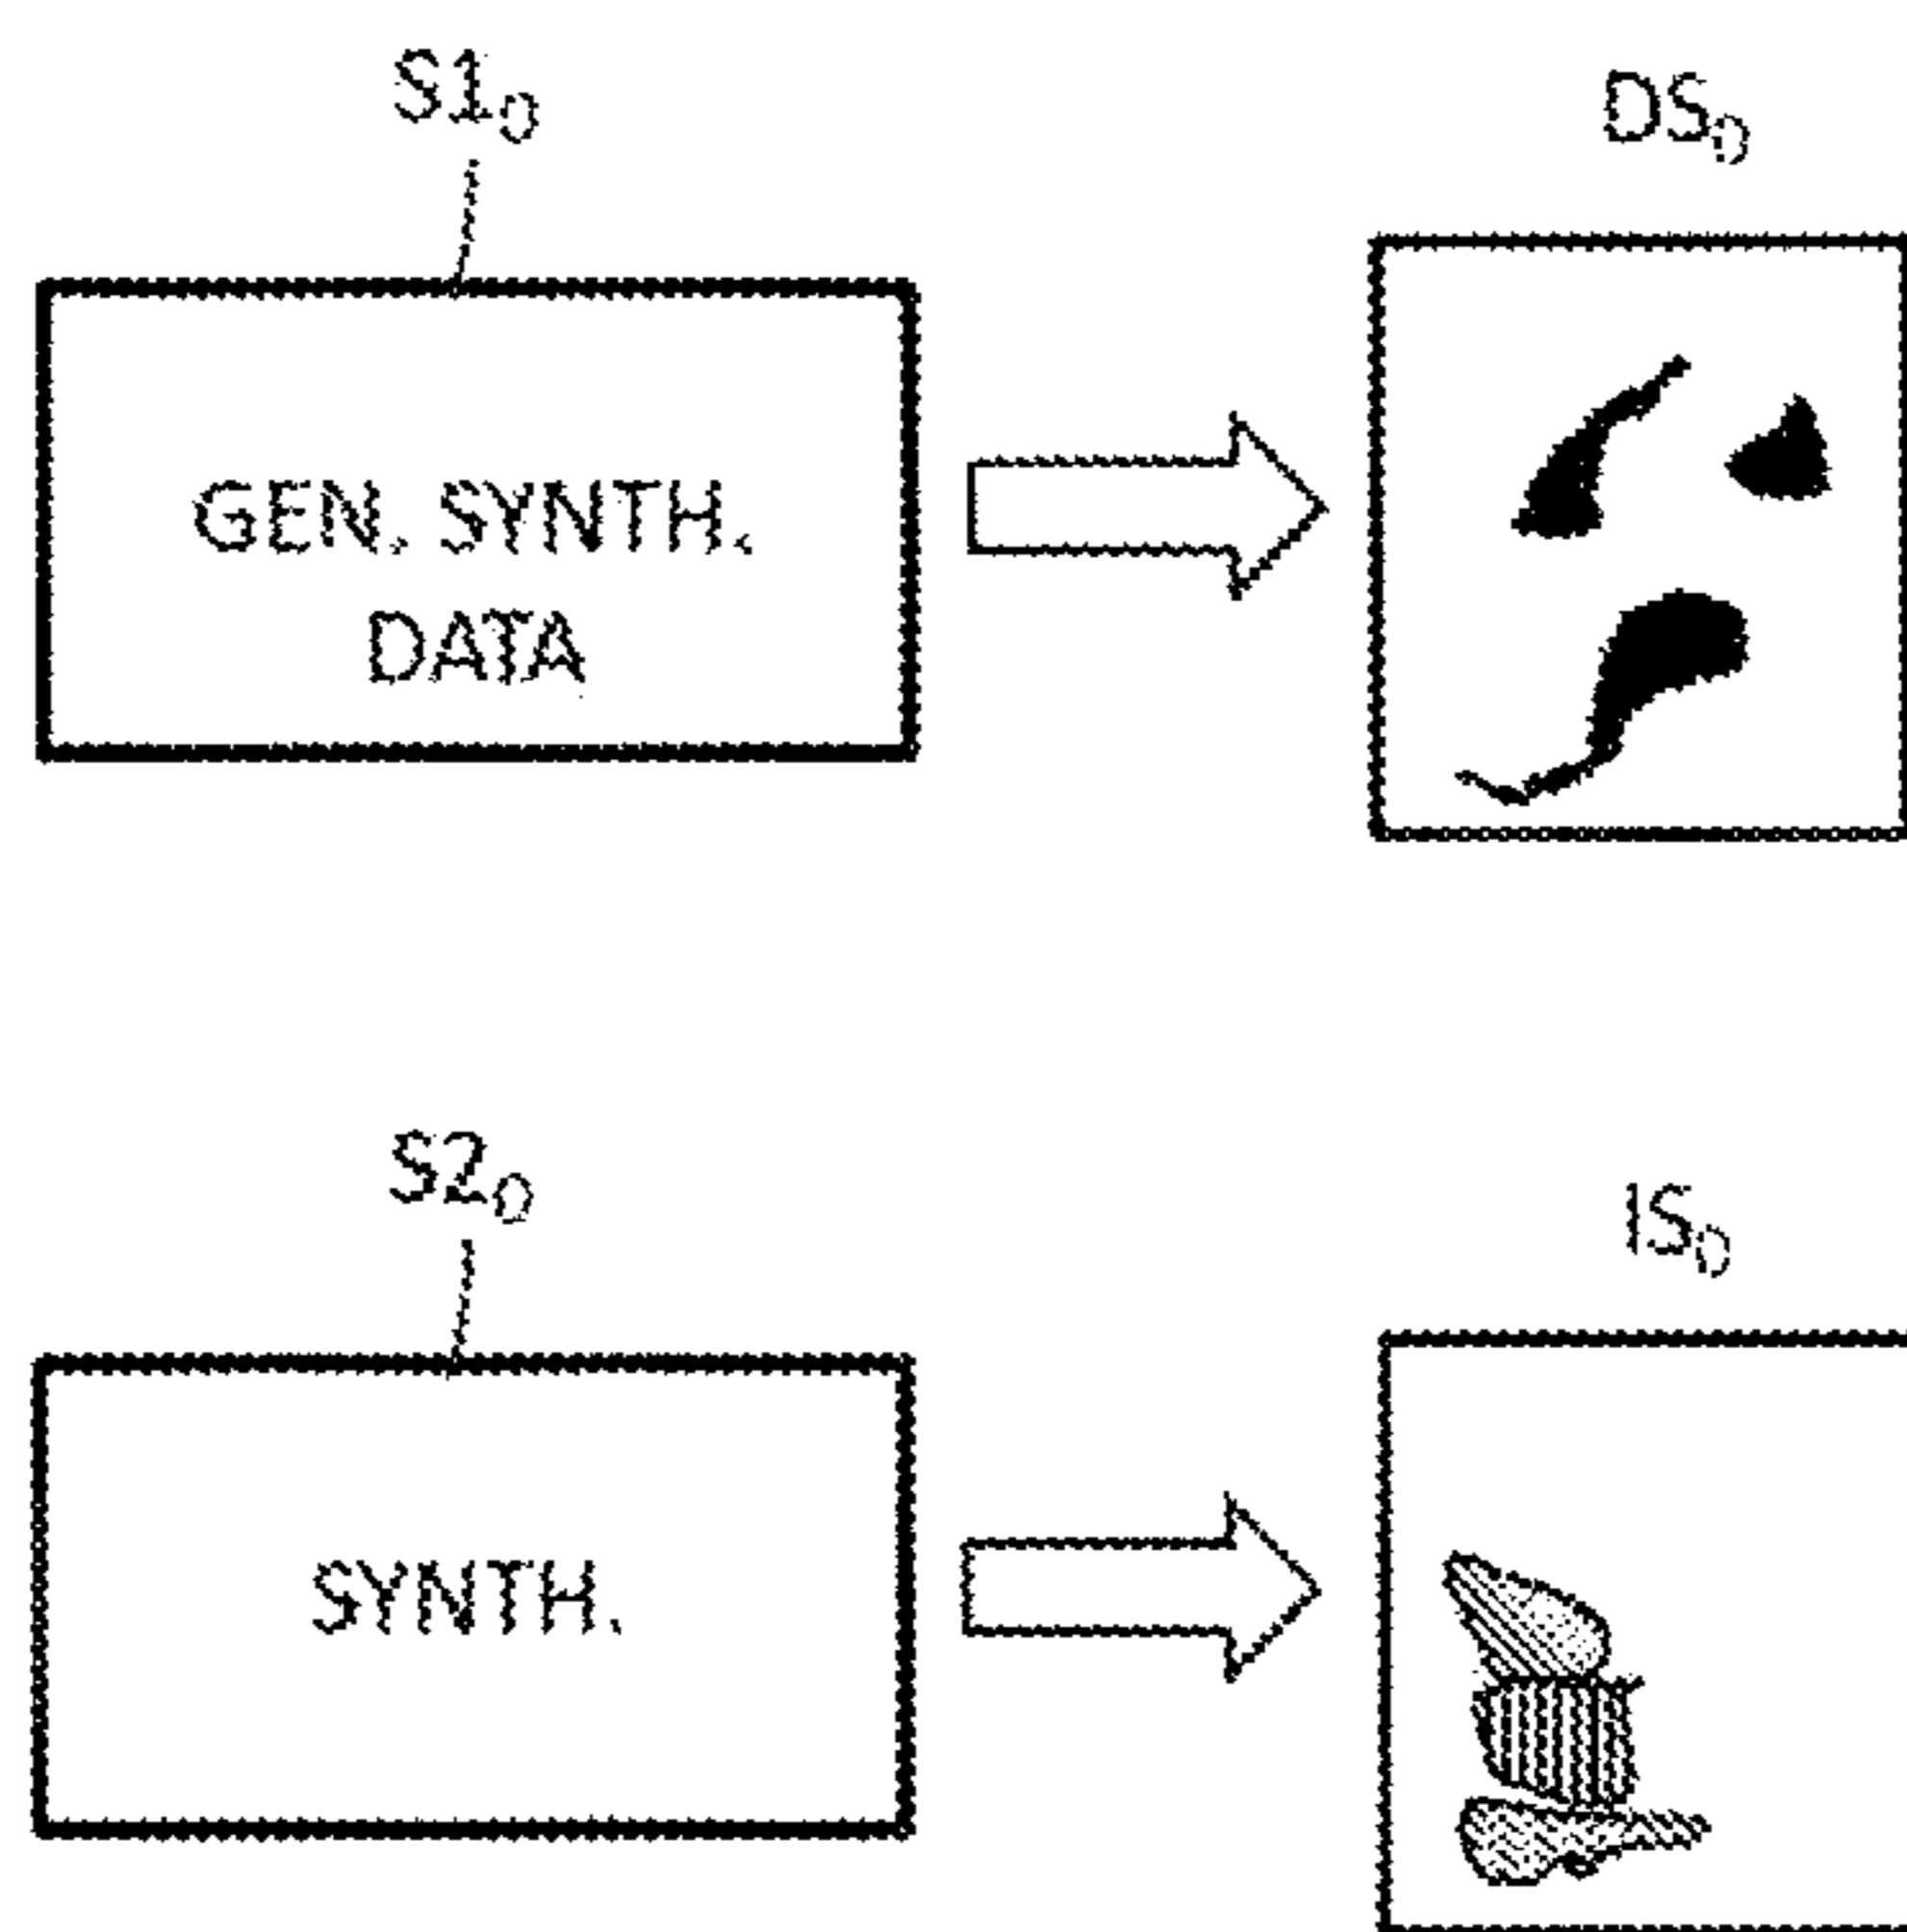 S1₀
DS₀
GEN. SYNTH.
DATA
S2₀
IS₀
SYNTH.